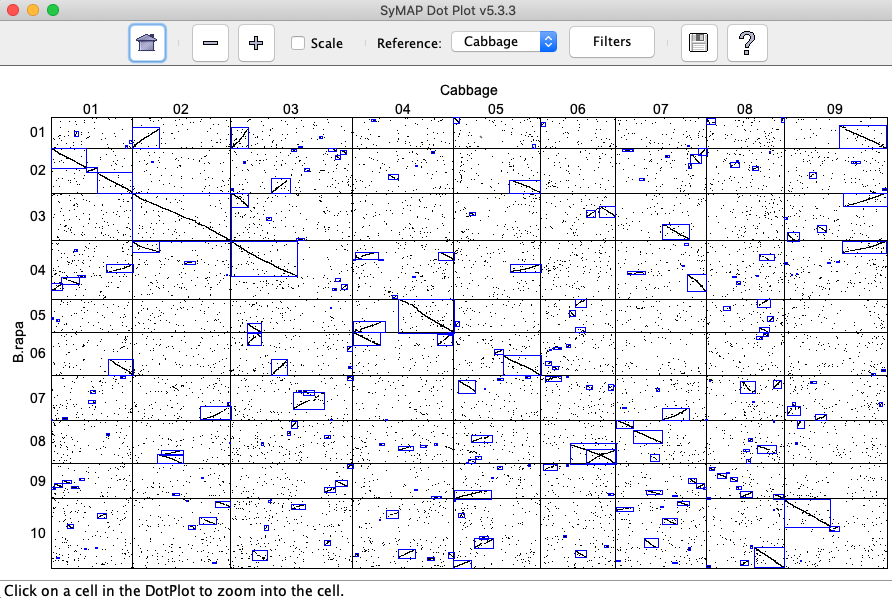 SyMAP Dot Plot v5.3.3
Scale Reference: Cabbage Filters ?
Cabbage
01 02 03 04 05 06 07 08 09
B.rapa
01
02
03
04
05
06
07
08
09
10
Click on a cell in the DotPlot to zoom into the cell.